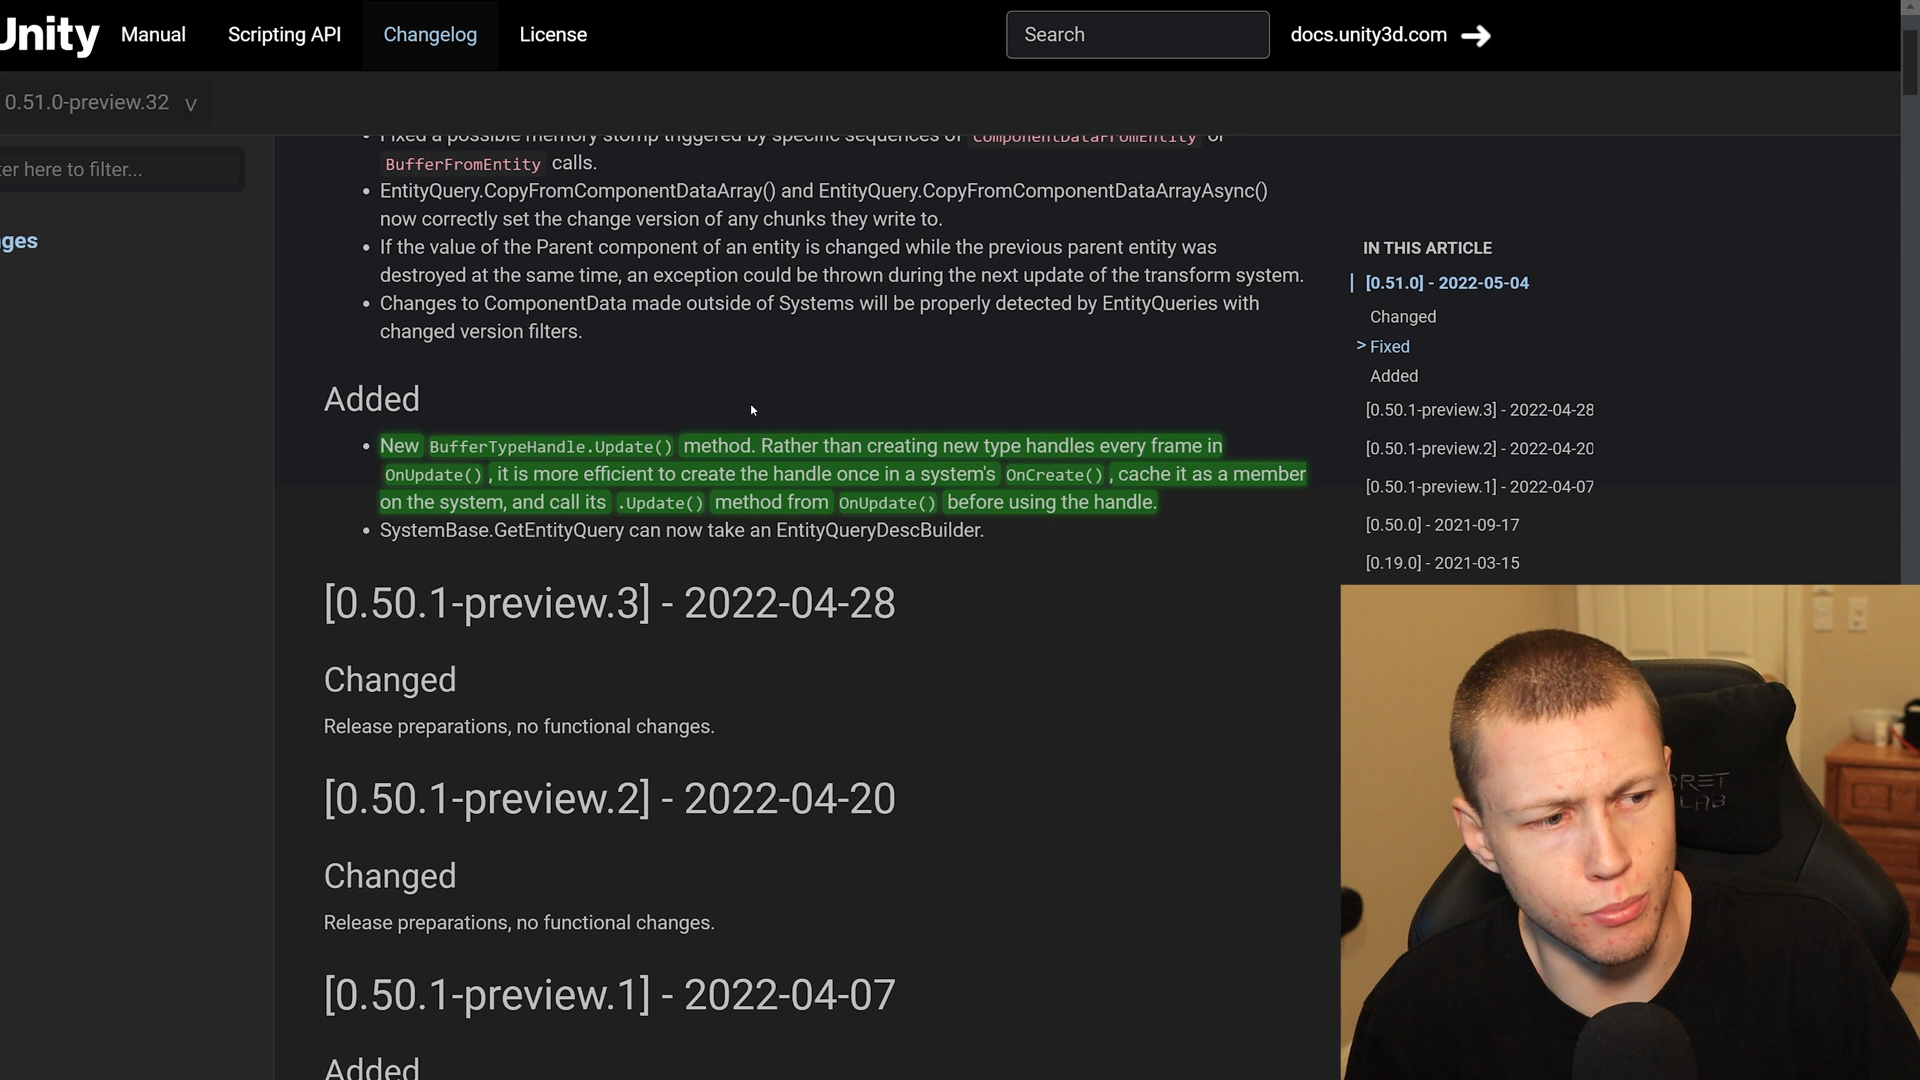 Unity Manual Scripting API Changelog License Search docs.unity3d.com
0.51.0-preview.32
er here to filter...
ges
Fixed a possible memory stomp triggered by specific sequences of ComponentDataFromEntity or
BufferFromEntity calls.
EntityQuery.CopyFromComponentDataArray() and EntityQuery.CopyFromComponentDataArrayAsync()
now correctly set the change version of any chunks they write to.
If the value of the Parent component of an entity is changed while the previous parent entity was
destroyed at the same time, an exception could be thrown during the next update of the transform system.
Changes to ComponentData made outside of Systems will be properly detected by EntityQueries with
changed version filters.
Added
New BufferTypeHandle.Update() method. Rather than creating new type handles every frame in
OnUpdate(), it is more efficient to create the handle once in a system's OnCreate(), cache it as a member
on the system, and call its .Update() method from OnUpdate() before using the handle.
SystemBase.GetEntityQuery can now take an EntityQueryDescBuilder.
[0.50.1-preview.3] - 2022-04-28
Changed
Release preparations, no functional changes.
[0.50.1-preview.2] - 2022-04-20
Changed
Release preparations, no functional changes.
[0.50.1-preview.1] - 2022-04-07
Added
IN THIS ARTICLE
[0.51.0] - 2022-05-04
Changed
> Fixed
Added
[0.50.1-preview.3] - 2022-04-28
[0.50.1-preview.2] - 2022-04-20
[0.50.1-preview.1] - 2022-04-07
[0.50.0] - 2021-09-17
[0.19.0] - 2021-03-15